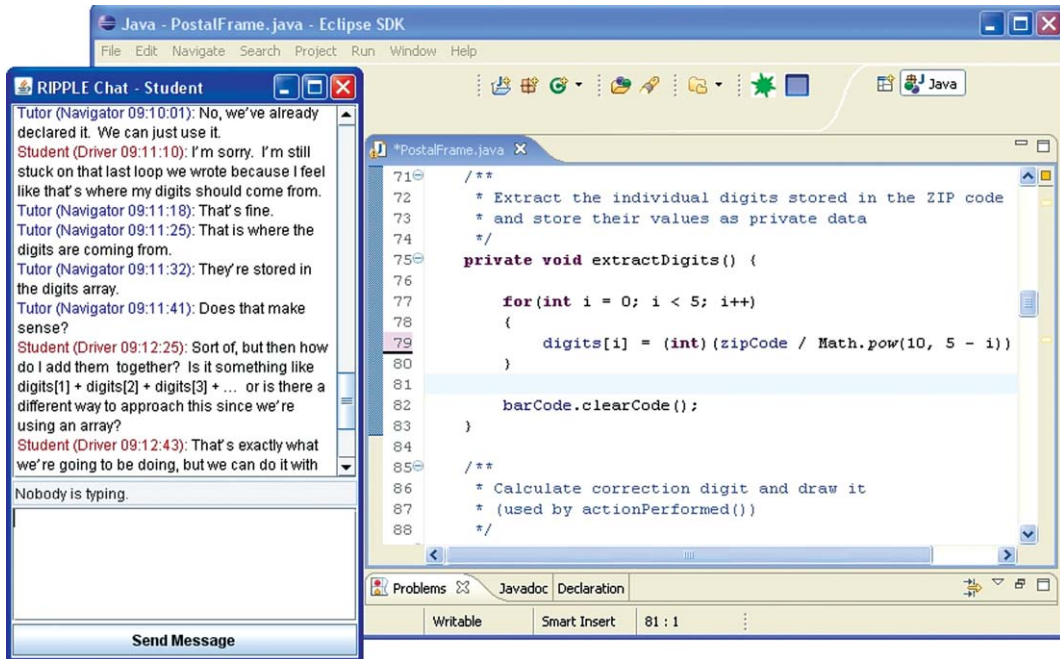 Java - PostalFrame.java - Eclipse SDK
File Edit Navigate Search Project Run Window Help
Java
RIPPLE Chat - Student
Tutor (Navigator 09:10:01): No, we've already
declared it. We can just use it.
Student (Driver 09:11:10): I'm sorry. I'm still
stuck on that last loop we wrote because I feel
like that's where my digits should come from.
Tutor (Navigator 09:11:18): That's fine.
Tutor (Navigator 09:11:25): That is where the
digits are coming from.
Tutor (Navigator 09:11:32): They're stored in
the digits array.
Tutor (Navigator 09:11:41): Does that make
sense?
Student (Driver 09:12:25): Sort of, but then how
do I add them together? Is it something like
digits[1] + digits[2] + digits[3] + ... or is there a
different way to approach this since we're
using an array?
Student (Driver 09:12:43): That's exactly what
we're going to be doing, but we can do it with
Nobody is typing.
Send Message
*PostalFrame.java
71 /**
72 * Extract the individual digits stored in the ZIP code
73 * and store their values as private data
74 */
75 private void extractDigits() {
76
77 for(int i = 0; i < 5; i++)
78 {
79 digits[i] = (int)(zipCode / Math.pow(10, 5 - i))
80 }
81
82 barCode.clearCode();
83 }
84
85 /**
86 * Calculate correction digit and draw it
87 * (used by actionPerformed())
88 */
Problems Javadoc Declaration
Writable Smart Insert 81 : 1